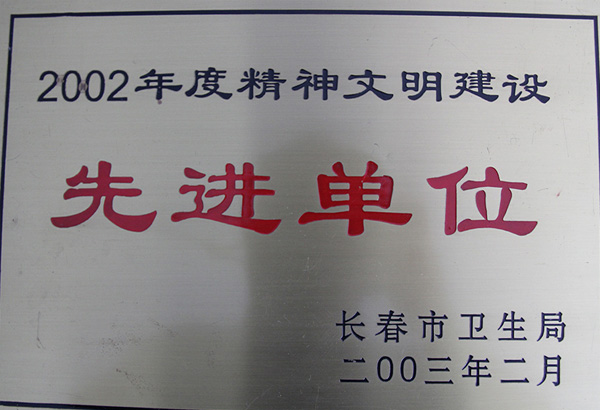 2002年度精神文明建设
先进单位
长春市卫生局
二00三年二月